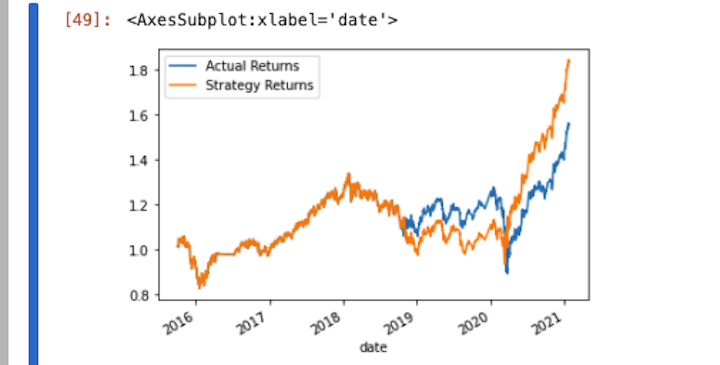 [49]: <AxesSubplot:xlabel='date'>
Actual Returns
Strategy Returns
1.8
1.6
1.4
1.2
1.0
0.8
2016 2017 2018 2019 2020 2021
date